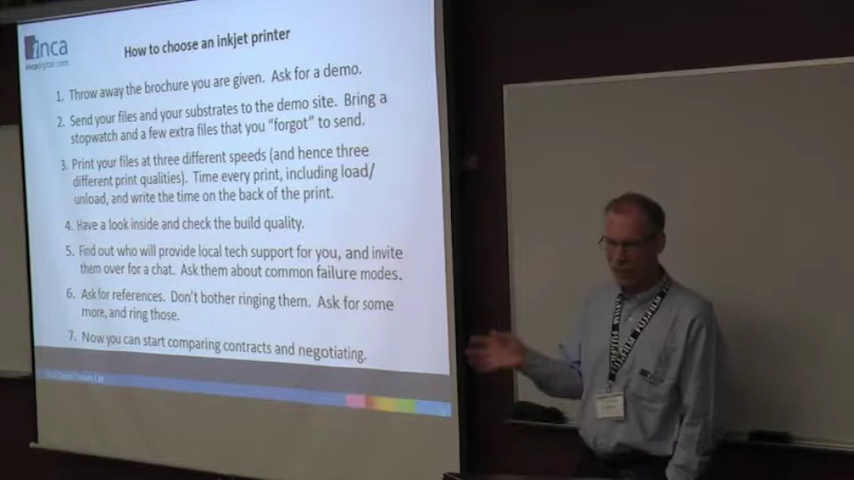 inca
incadigital.com
How to choose an inkjet printer
1. Throw away the brochure you are given. Ask for a demo.
2. Send your files and your substrates to the demo site. Bring a
stopwatch and a few extra files that you “forgot” to send.
3. Print your files at three different speeds (and hence three
different print qualities). Time every print, including load/
unload, and write the time on the back of the print.
4. Have a look inside and check the build quality.
5. Find out who will provide local tech support for you, and invite
them over for a chat. Ask them about common failure modes.
6. Ask for references. Don’t bother ringing them. Ask for some
more, and ring those.
7. Now you can start comparing contracts and negotiating.
FUJIFILM